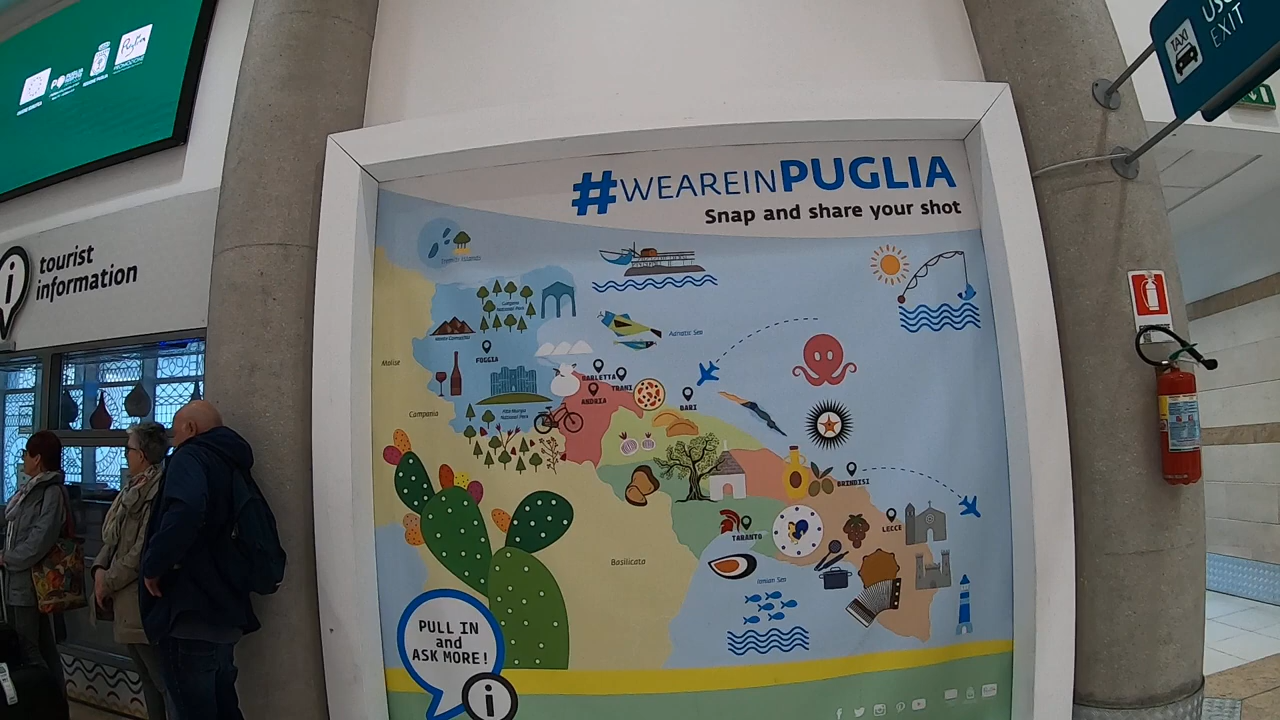 Puglia
TAXI
EXIT
tourist
information
#WEAREINPUGLIA
Snap and share your shot
Tremiti Islands
Gargano
National Park
Adriatic Sea
Molise
FOGGIA
BARLETTA
TRANI
ANDRIA
BARI
Alta Murgia
National Park
Campania
BRINDISI
LECCE
TARANTO
Basilicata
Ionian Sea
PULL IN
and
ASK MORE!